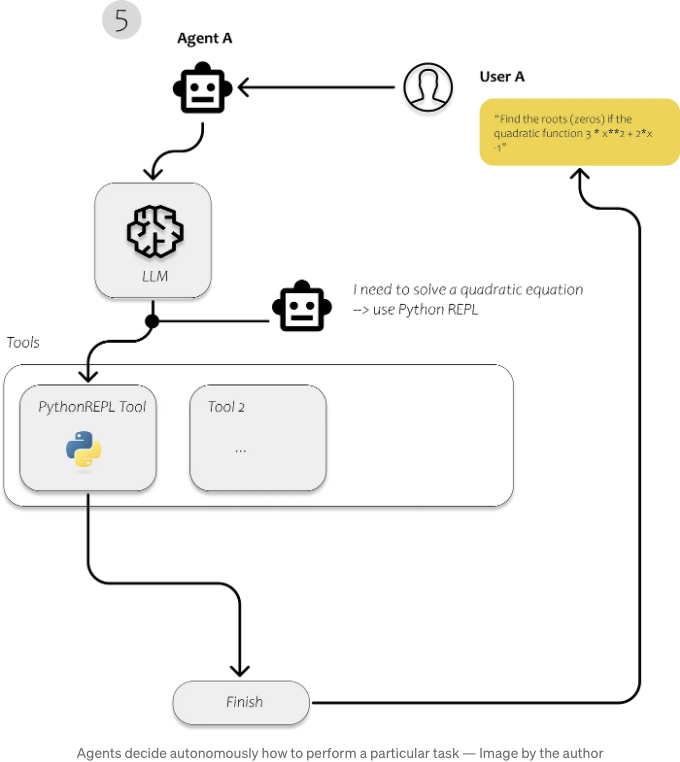 5
Agent A
User A
“Find the roots (zeros) if the
quadratic function 3 * x**2 + 2*x
-1”
LLM
I need to solve a quadratic equation
--> use Python REPL
Tools
PythonREPL Tool
Tool 2
...
Finish
Agents decide autonomously how to perform a particular task — Image by the author